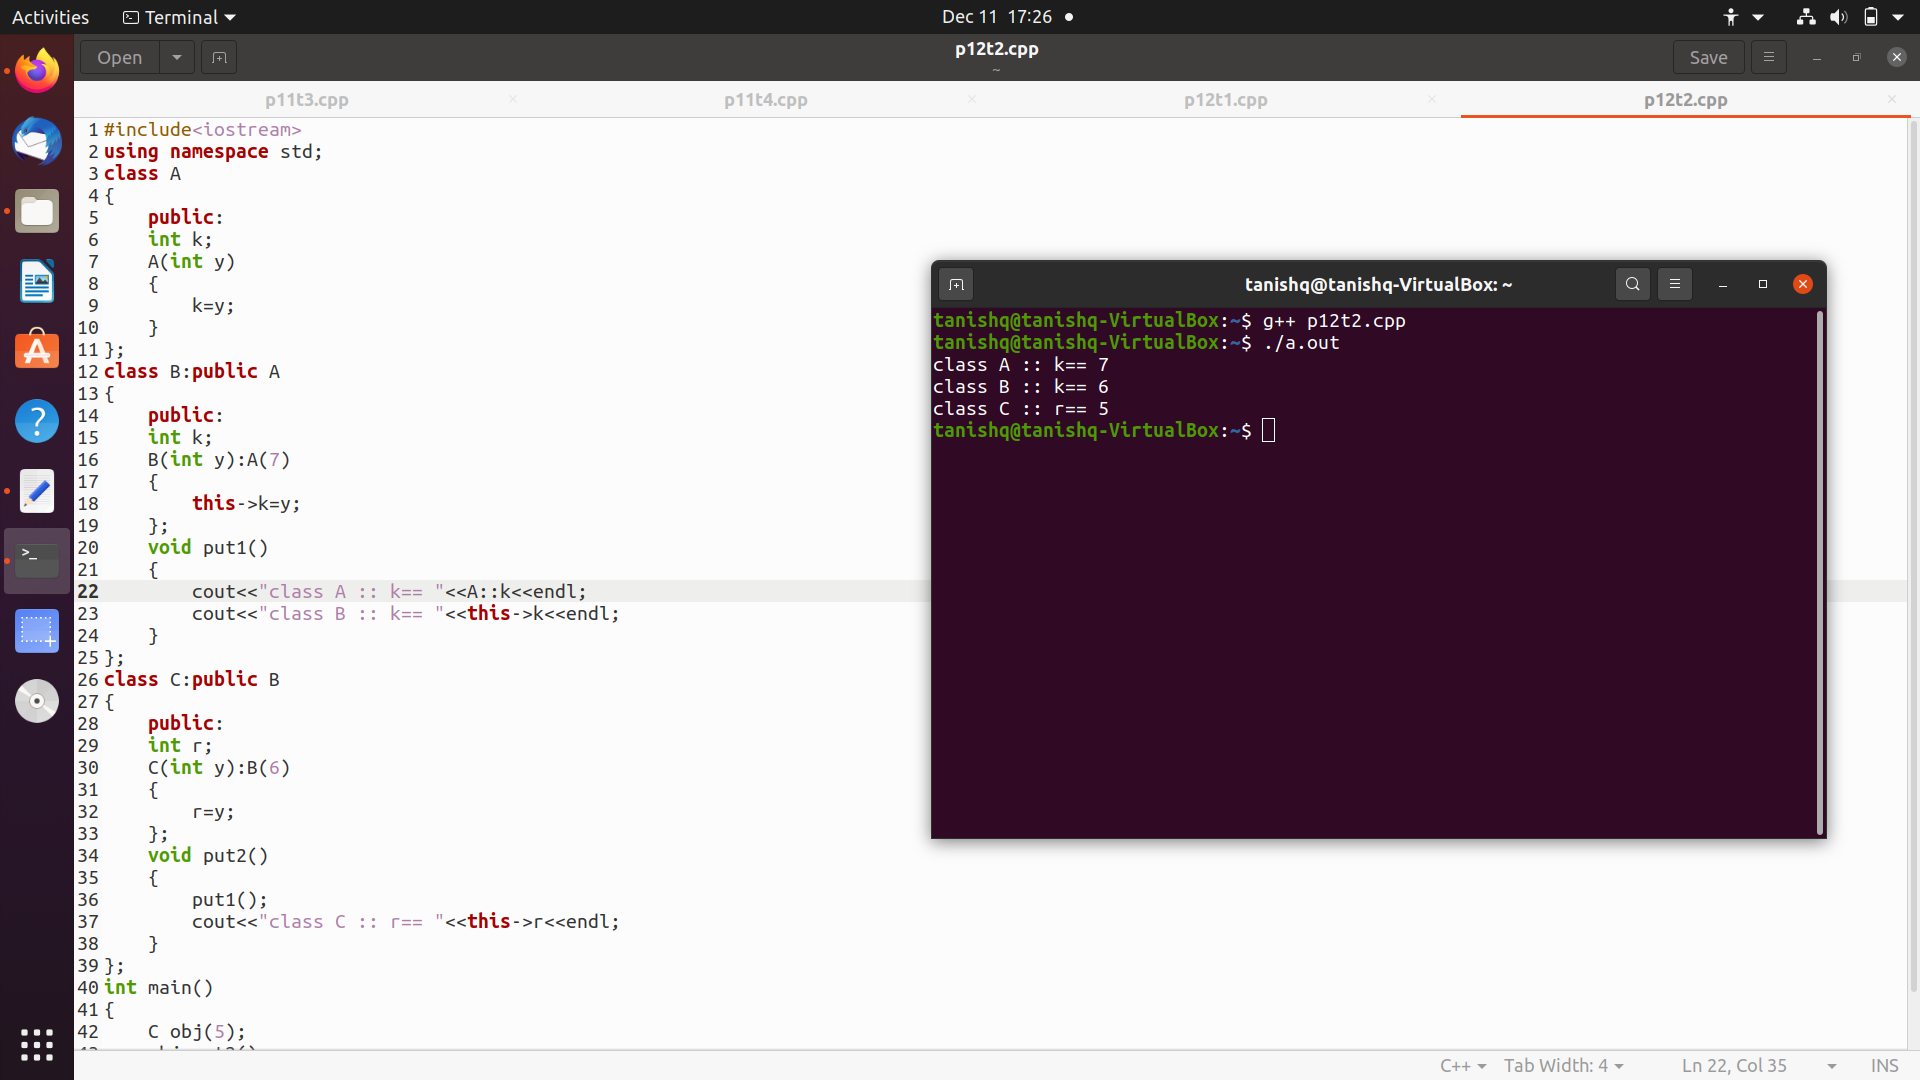 Activities
Terminal
Dec 11 17:26
Open
p12t2.cpp
~
Save
p11t3.cpp
p11t4.cpp
p12t1.cpp
p12t2.cpp
1 #include<iostream>
2 using namespace std;
3 class A
4 {
5 public:
6 int k;
7 A(int y)
8 {
9 k=y;
10 }
11 };
12 class B:public A
13 {
14 public:
15 int k;
16 B(int y):A(7)
17 {
18 this->k=y;
19 };
20 void put1()
21 {
22 cout<<"class A :: k== "<<A::k<<endl;
23 cout<<"class B :: k== "<<this->k<<endl;
24 }
25 };
26 class C:public B
27 {
28 public:
29 int r;
30 C(int y):B(6)
31 {
32 r=y;
33 };
34 void put2()
35 {
36 put1();
37 cout<<"class C :: r== "<<this->r<<endl;
38 }
39 };
40 int main()
41 {
42 C obj(5);
tanishq@tanishq-VirtualBox: ~
tanishq@tanishq-VirtualBox:~$ g++ p12t2.cpp
tanishq@tanishq-VirtualBox:~$ ./a.out
class A :: k== 7
class B :: k== 6
class C :: r== 5
tanishq@tanishq-VirtualBox:~$
C++
Tab Width: 4
Ln 22, Col 35
INS